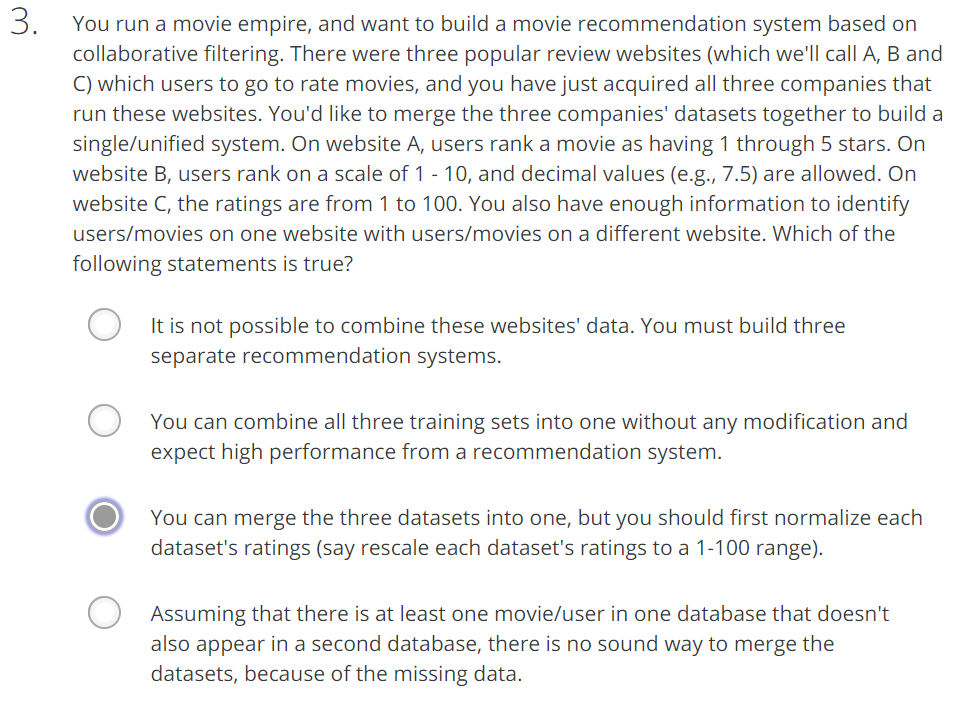 3.
You run a movie empire, and want to build a movie recommendation system based on
collaborative filtering. There were three popular review websites (which we'll call A, B and
C) which users to go to rate movies, and you have just acquired all three companies that
run these websites. You'd like to merge the three companies' datasets together to build a
single/unified system. On website A, users rank a movie as having 1 through 5 stars. On
website B, users rank on a scale of 1 - 10, and decimal values (e.g., 7.5) are allowed. On
website C, the ratings are from 1 to 100. You also have enough information to identify
users/movies on one website with users/movies on a different website. Which of the
following statements is true?
It is not possible to combine these websites' data. You must build three
separate recommendation systems.
You can combine all three training sets into one without any modification and
expect high performance from a recommendation system.
You can merge the three datasets into one, but you should first normalize each
dataset's ratings (say rescale each dataset's ratings to a 1-100 range).
Assuming that there is at least one movie/user in one database that doesn't
also appear in a second database, there is no sound way to merge the
datasets, because of the missing data.